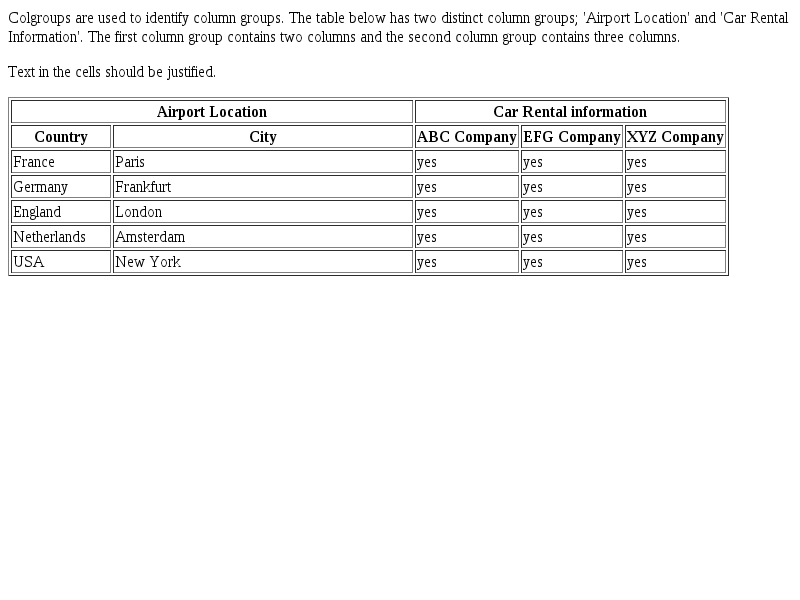 Colgroups are used to identify column groups. The table below has two distinct column groups; 'Airport Location' and 'Car Rental
Information'. The first column group contains two columns and the second column group contains three columns.
Text in the cells should be justified.
Airport Location Car Rental information
Country City ABC Company EFG Company XYZ Company
France Paris yes yes yes
Germany Frankfurt yes yes yes
England London yes yes yes
Netherlands Amsterdam yes yes yes
USA New York yes yes yes